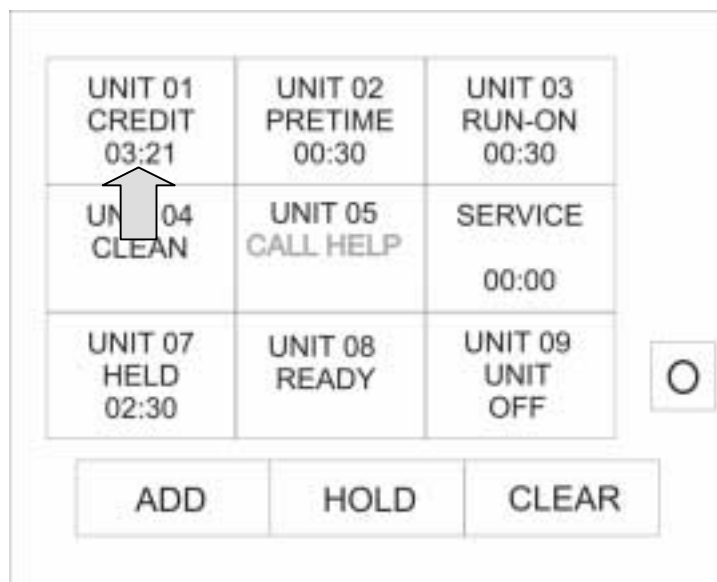 UNIT 01
CREDIT
03:21
UNIT 02
PRETIME
00:30
UNIT 03
RUN-ON
00:30
04
CLEAN
UNIT 05
CALL HELP
SERVICE
00:00
UNIT 07
HELD
02:30
UNIT 08
READY
UNIT 09
UNIT
OFF
O
ADD
HOLD
CLEAR